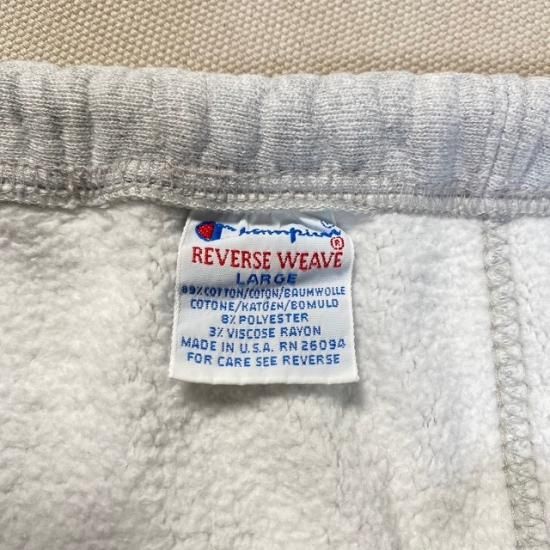 Champion
®
REVERSE WEAVE
LARGE
89% COTTON/COTON/BAUMWOLLE
COTONE/KATOEN/BOMULD
8% POLYESTER
3% VISCOSE RAYON
MADE IN U.S.A. RN 26094
FOR CARE SEE REVERSE